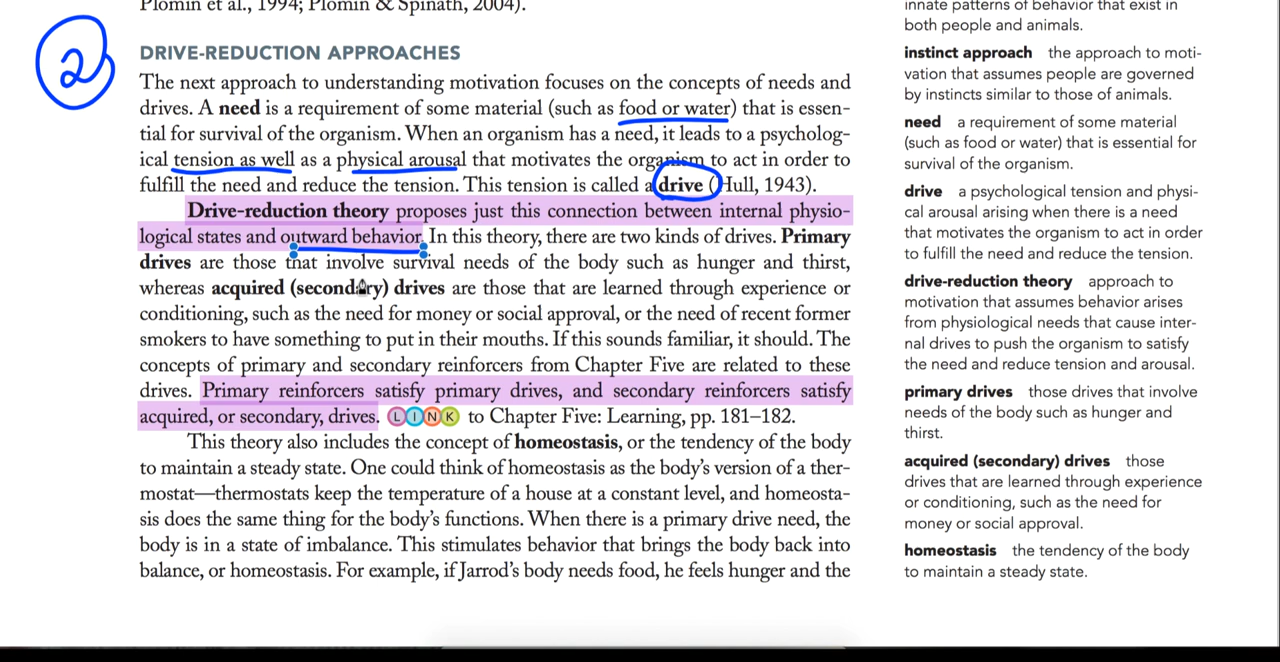 Plomin et al., 1994; Plomin & Spinath, 2004).
2
DRIVE-REDUCTION APPROACHES
The next approach to understanding motivation focuses on the concepts of needs and
drives. A need is a requirement of some material (such as food or water) that is essen-
tial for survival of the organism. When an organism has a need, it leads to a psycholog-
ical tension as well as a physical arousal that motivates the organism to act in order to
fulfill the need and reduce the tension. This tension is called a drive (Hull, 1943).
Drive-reduction theory proposes just this connection between internal physio-
logical states and outward behavior. In this theory, there are two kinds of drives. Primary
drives are those that involve survival needs of the body such as hunger and thirst,
whereas acquired (secondary) drives are those that are learned through experience or
conditioning, such as the need for money or social approval, or the need of recent former
smokers to have something to put in their mouths. If this sounds familiar, it should. The
concepts of primary and secondary reinforcers from Chapter Five are related to these
drives. Primary reinforcers satisfy primary drives, and secondary reinforcers satisfy
acquired, or secondary, drives. LINK to Chapter Five: Learning, pp. 181–182.
This theory also includes the concept of homeostasis, or the tendency of the body
to maintain a steady state. One could think of homeostasis as the body's version of a ther-
mostat—thermostats keep the temperature of a house at a constant level, and homeosta-
sis does the same thing for the body's functions. When there is a primary drive need, the
body is in a state of imbalance. This stimulates behavior that brings the body back into
balance, or homeostasis. For example, if Jarrod's body needs food, he feels hunger and the
innate patterns of behavior that exist in
both people and animals.
instinct approach the approach to moti-
vation that assumes people are governed
by instincts similar to those of animals.
need a requirement of some material
(such as food or water) that is essential for
survival of the organism.
drive a psychological tension and physi-
cal arousal arising when there is a need
that motivates the organism to act in order
to fulfill the need and reduce the tension.
drive-reduction theory approach to
motivation that assumes behavior arises
from physiological needs that cause inter-
nal drives to push the organism to satisfy
the need and reduce tension and arousal.
primary drives those drives that involve
needs of the body such as hunger and
thirst.
acquired (secondary) drives those
drives that are learned through experience
or conditioning, such as the need for
money or social approval.
homeostasis the tendency of the body
to maintain a steady state.